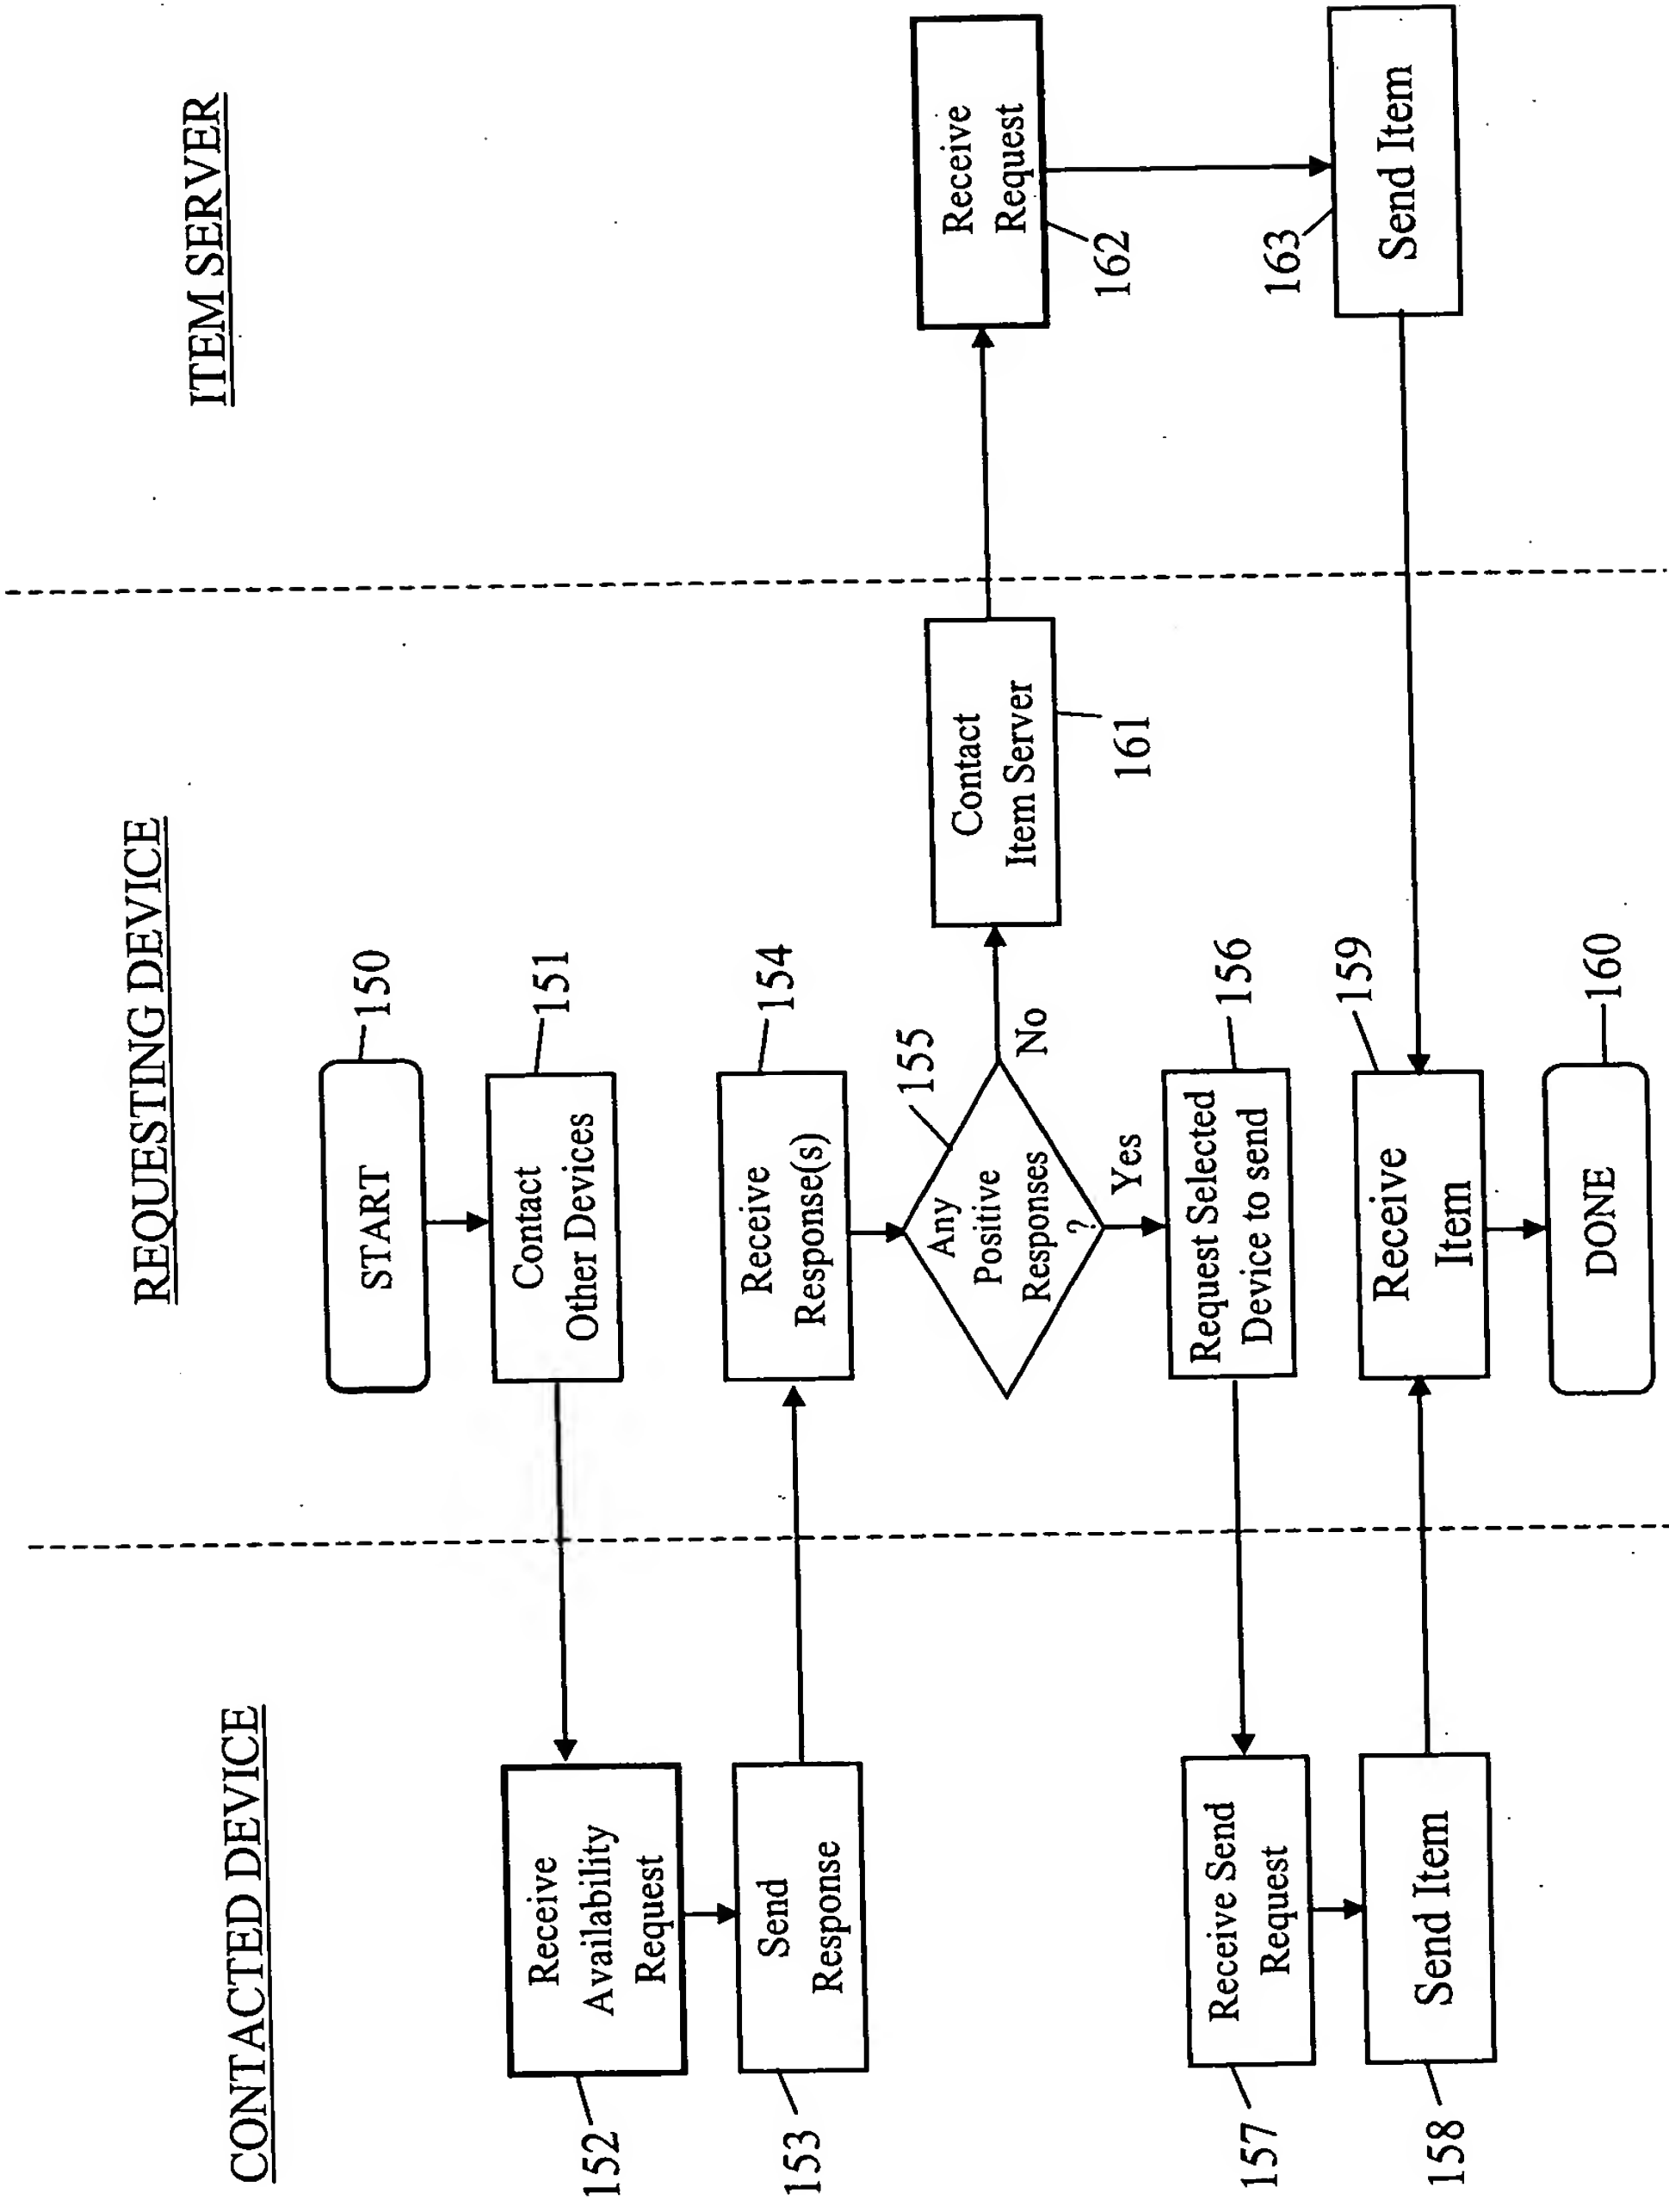 CONTACTED DEVICE
REQUESTING DEVICE
ITEM SERVER
START
150
Contact
Other Devices
151
Receive
Availability
Request
152
Send
Response
153
Receive
Response(s)
154
Any
Positive
Responses
?
155
No
Yes
Contact
Item Server
161
Receive
Request
162
Request Selected
Device to send
156
Receive Send
Request
157
Send Item
158
Receive
Item
159
Send Item
163
DONE
160